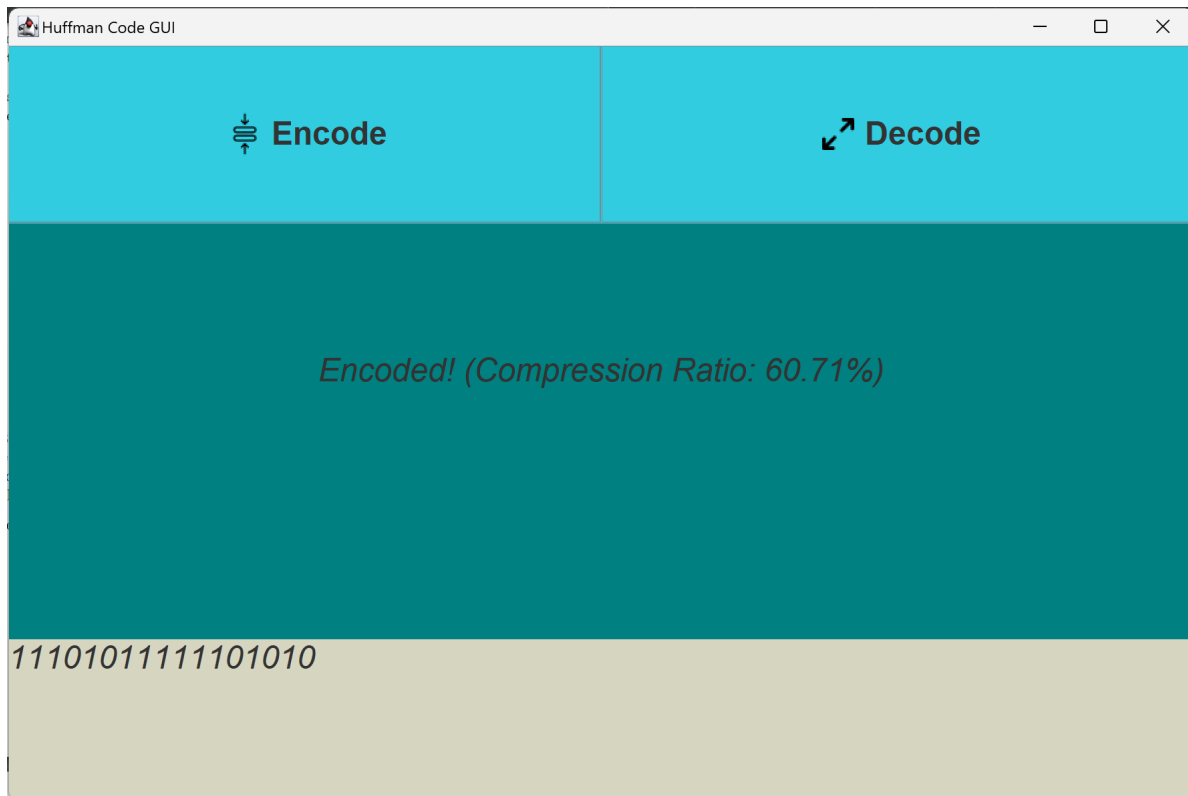 Huffman Code GUI
Encode
Decode
Encoded! (Compression Ratio: 60.71%)
11101011111101010